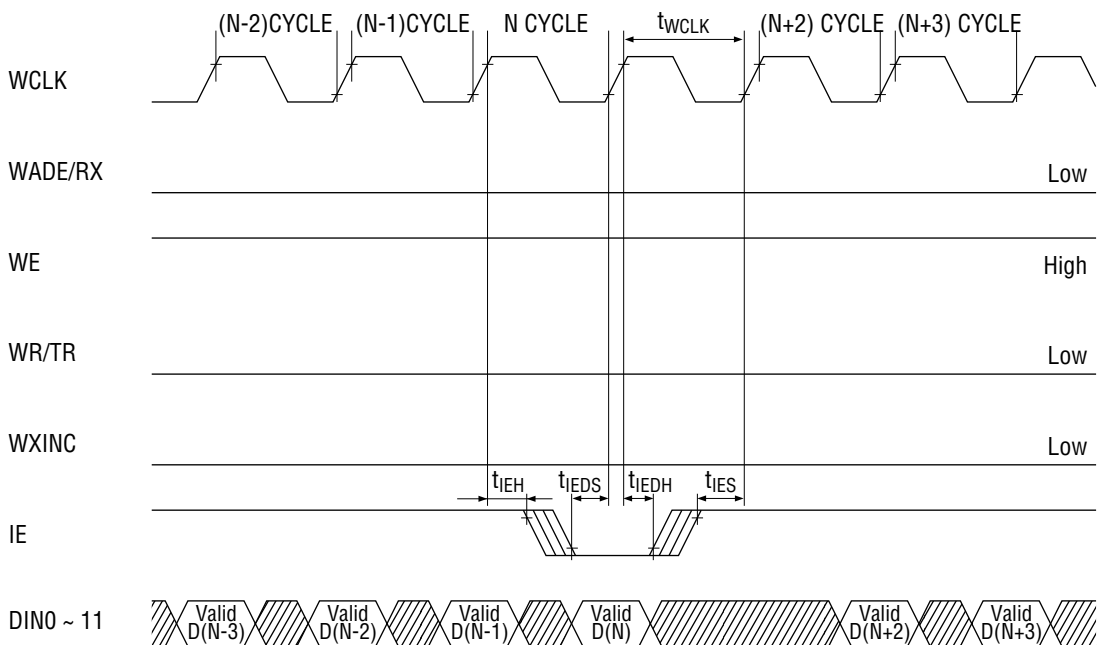 (N-2)CYCLE (N-1)CYCLE N CYCLE tWCLK (N+2) CYCLE (N+3) CYCLE
WCLK
WADE/RX Low
WE High
WR/TR Low
WXINC Low
tIEH tIEDS tIEDH tIES
IE
DIN0 ~ 11
Valid D(N-3)
Valid D(N-2)
Valid D(N-1)
Valid D(N)
Valid D(N+2)
Valid D(N+3)